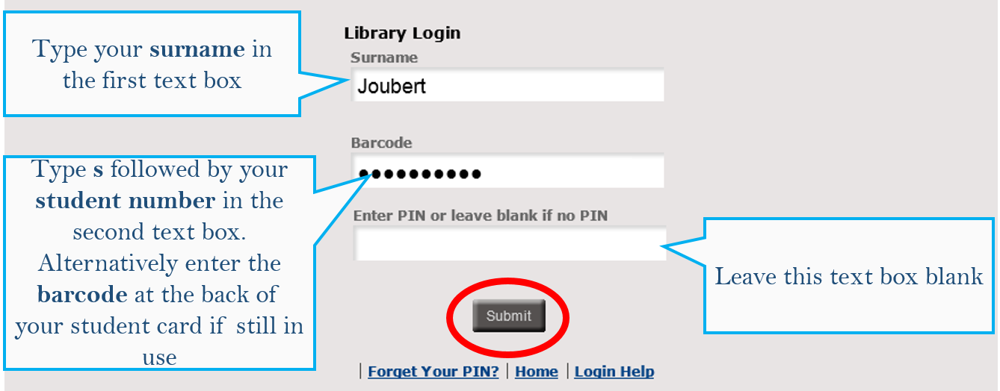 Type your surname in
the first text box
Library Login
Surname
Joubert
Barcode
••••••••••
Type s followed by your
student number in the
second text box.
Alternatively enter the
barcode at the back of
your student card if still in
use
Enter PIN or leave blank if no PIN
Leave this text box blank
Submit
| Forget Your PIN? | Home | Login Help